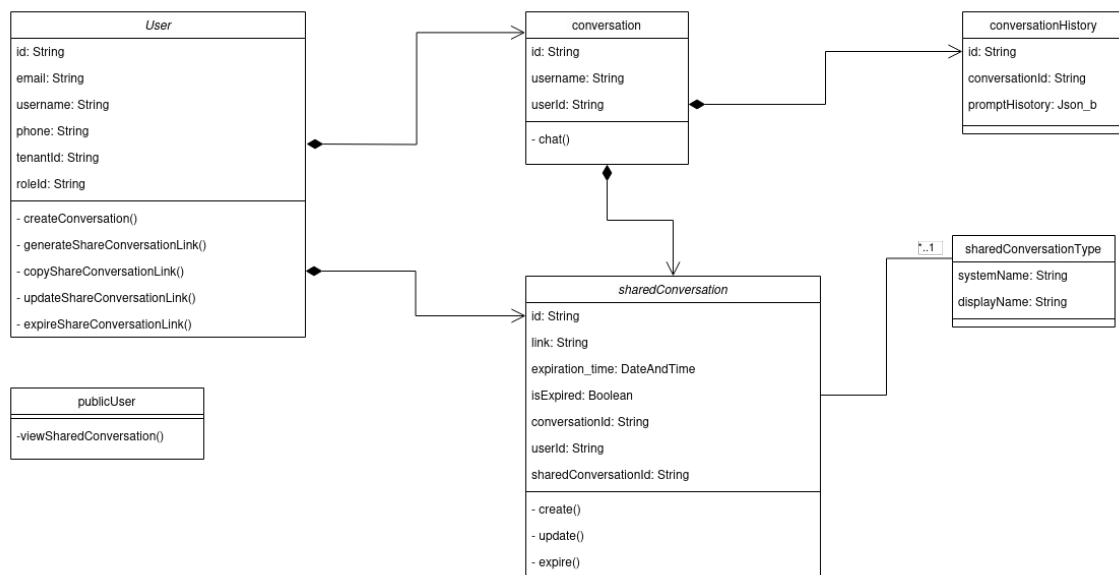 User
id: String
email: String
username: String
phone: String
tenantId: String
roleId: String
- createConversation()
- generateShareConversationLink()
- copyShareConversationLink()
- updateShareConversationLink()
- expireShareConversationLink()
conversation
id: String
username: String
userId: String
- chat()
conversationHistory
id: String
conversationId: String
promptHisotory: Json_b
*..1
sharedConversationType
systemName: String
displayName: String
sharedConversation
id: String
link: String
expiration_time: DateAndTime
isExpired: Boolean
conversationId: String
userId: String
sharedConversationId: String
- create()
- update()
- expire()
publicUser
-viewSharedConversation()